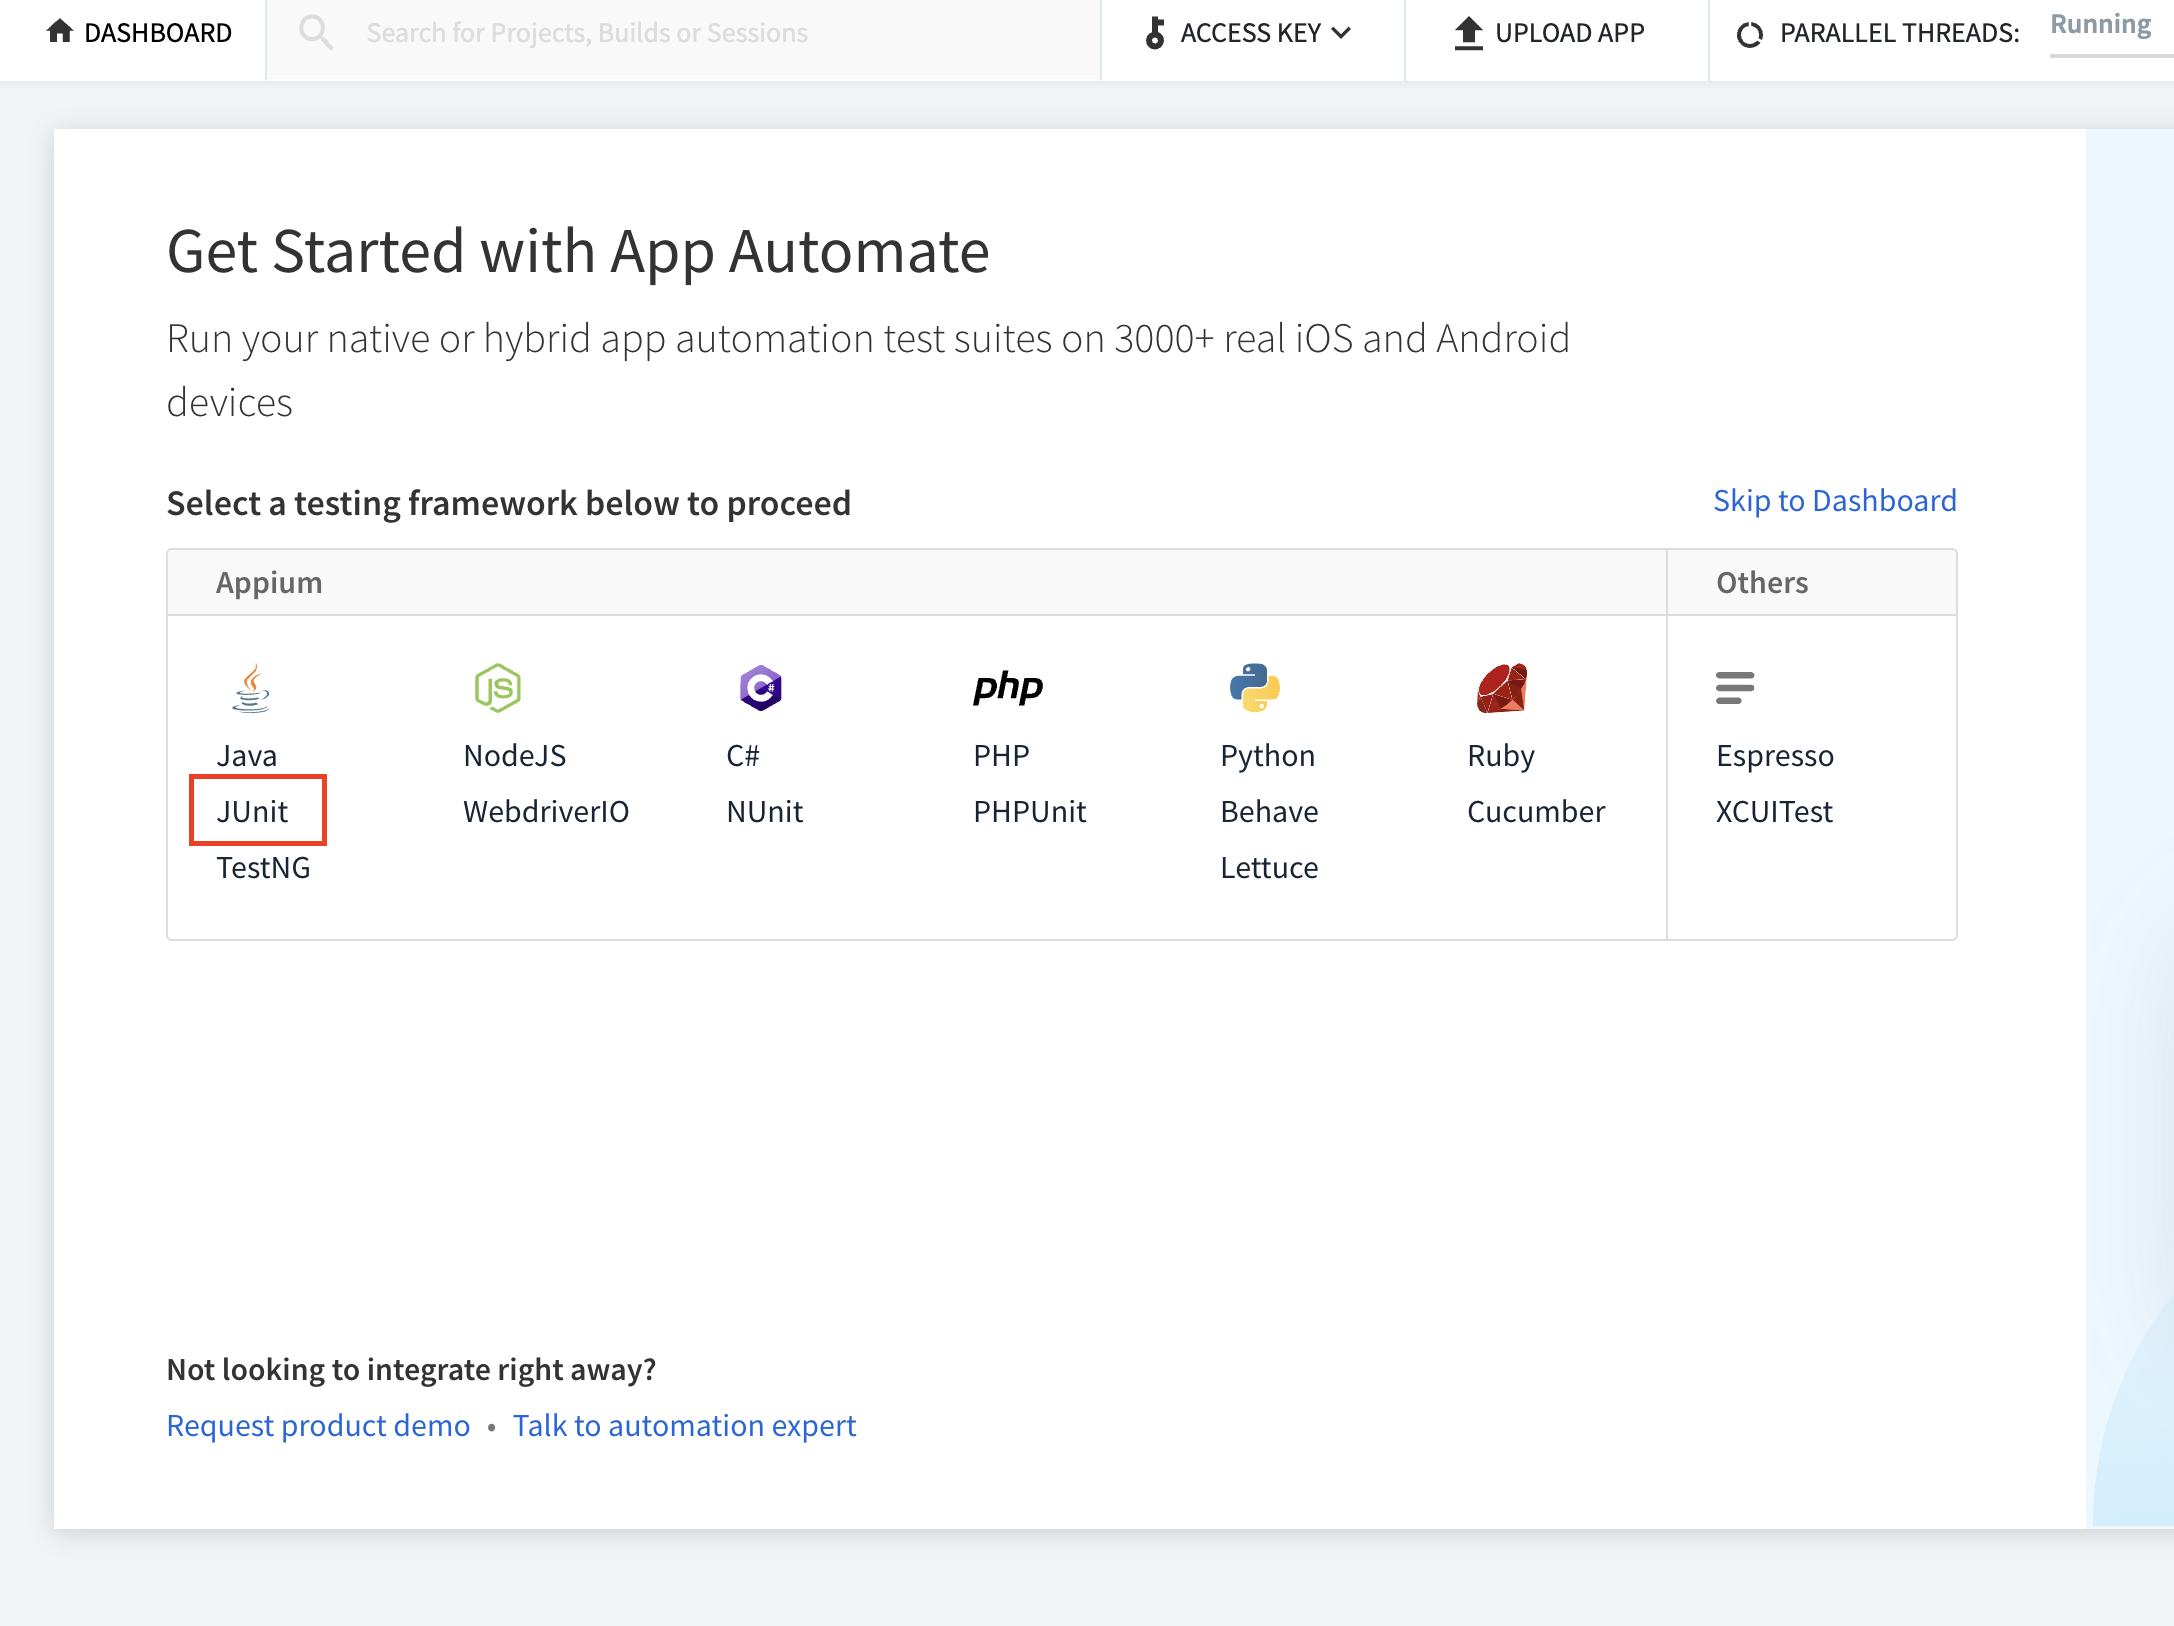 DASHBOARD
Search for Projects, Builds or Sessions
ACCESS KEY
UPLOAD APP
PARALLEL THREADS:
Running
Get Started with App Automate
Run your native or hybrid app automation test suites on 3000+ real iOS and Android
devices
Select a testing framework below to proceed
Skip to Dashboard
Appium
Others
JS
C#
php
Java
NodeJS
C#
PHP
Python
Ruby
Espresso
JUnit
WebdriverIO
NUnit
PHPUnit
Behave
Cucumber
XCUITest
TestNG
Lettuce
Not looking to integrate right away?
Request product demo • Talk to automation expert